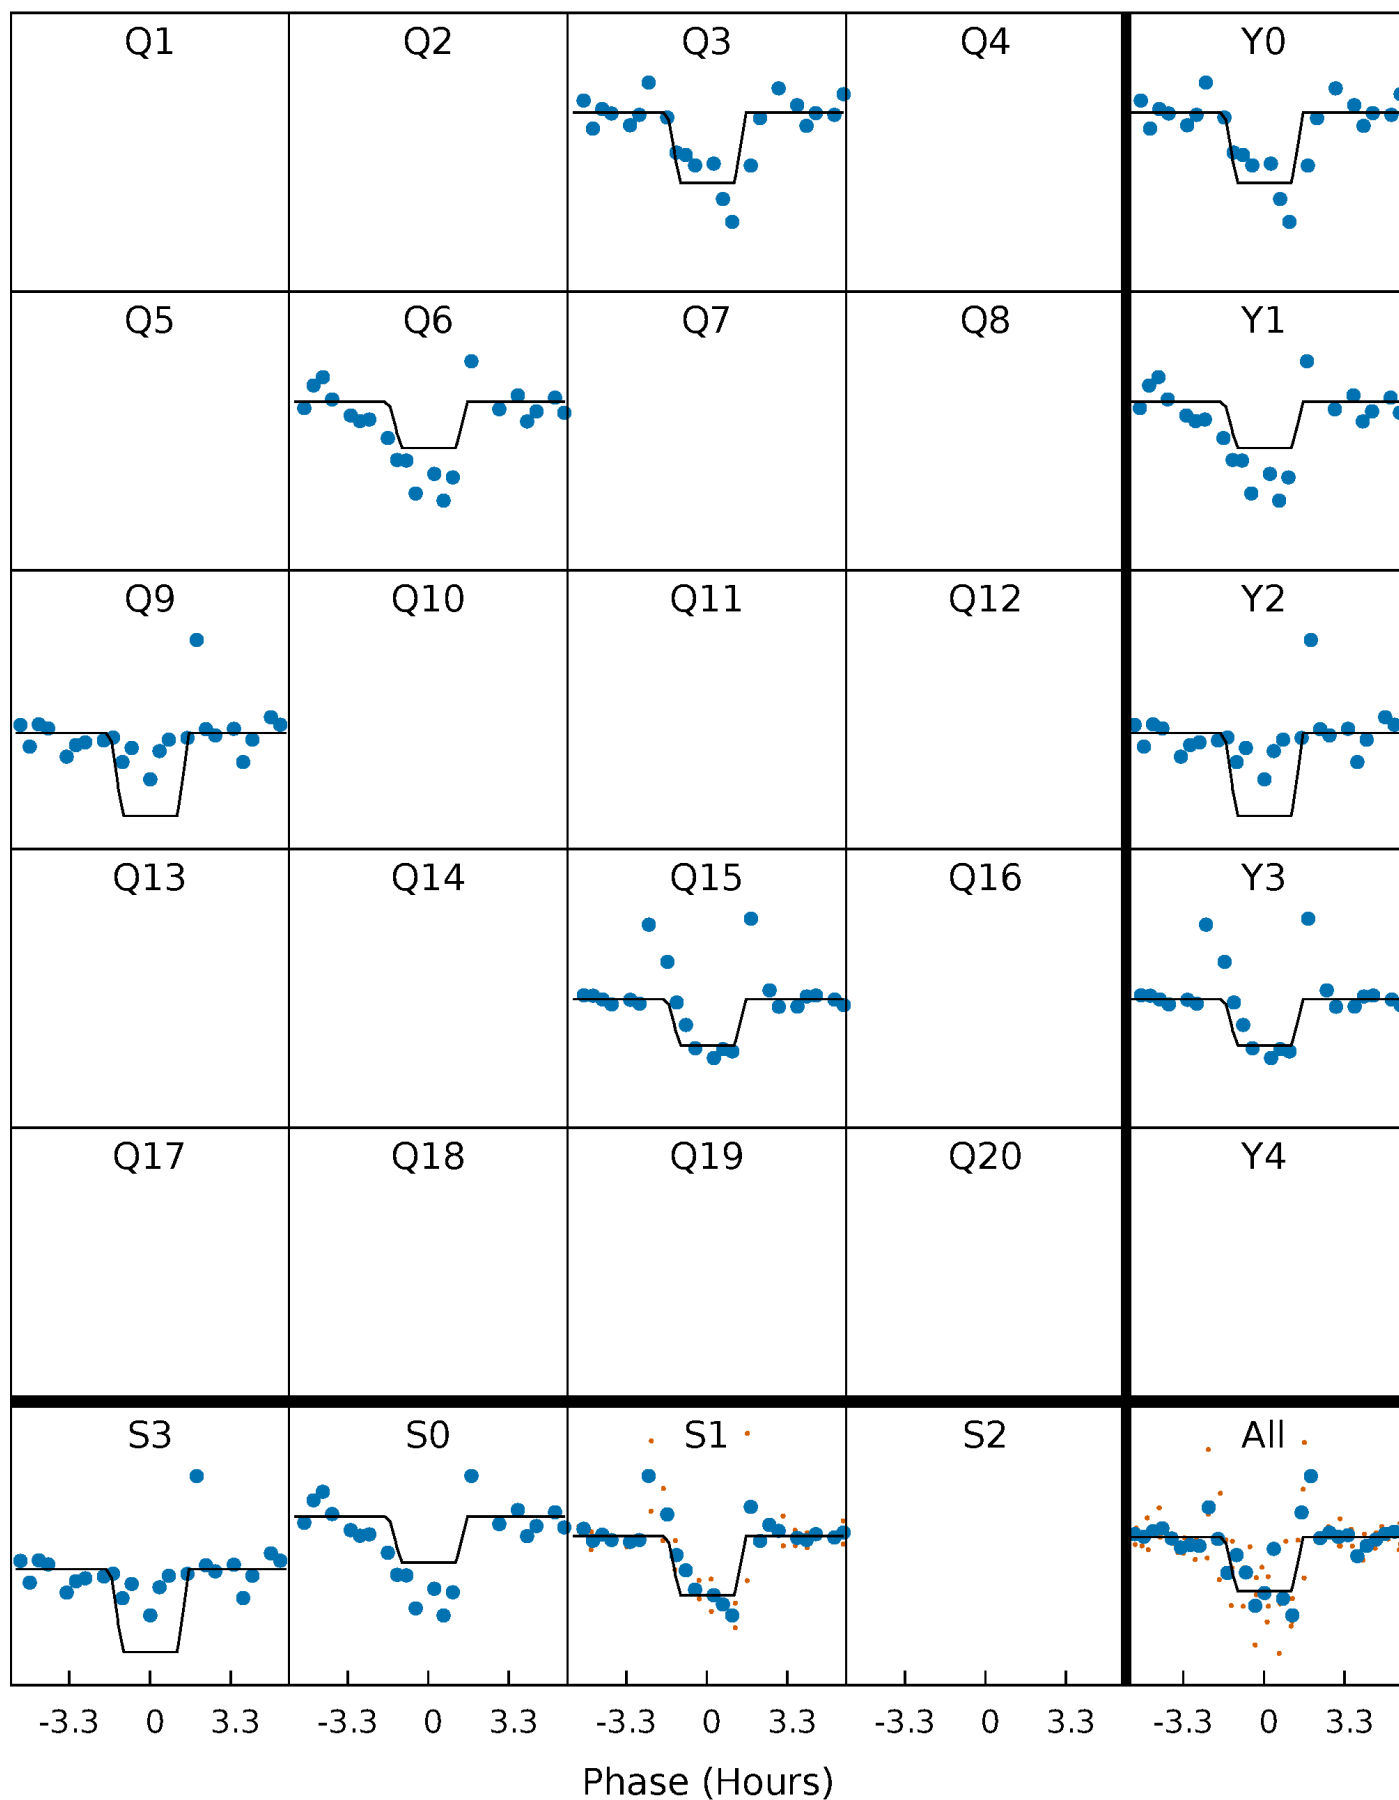 Q1 Q2 Q3 Q4 Y0
Q5 Q6 Q7 Q8 Y1
Q9 Q10 Q11 Q12 Y2
Q13 Q14 Q15 Q16 Y3
Q17 Q18 Q19 Q20 Y4
S3 S0 S1 S2 All
-3.3 0 3.3 -3.3 0 3.3 -3.3 0 3.3 -3.3 0 3.3 -3.3 0 3.3
Phase (Hours)